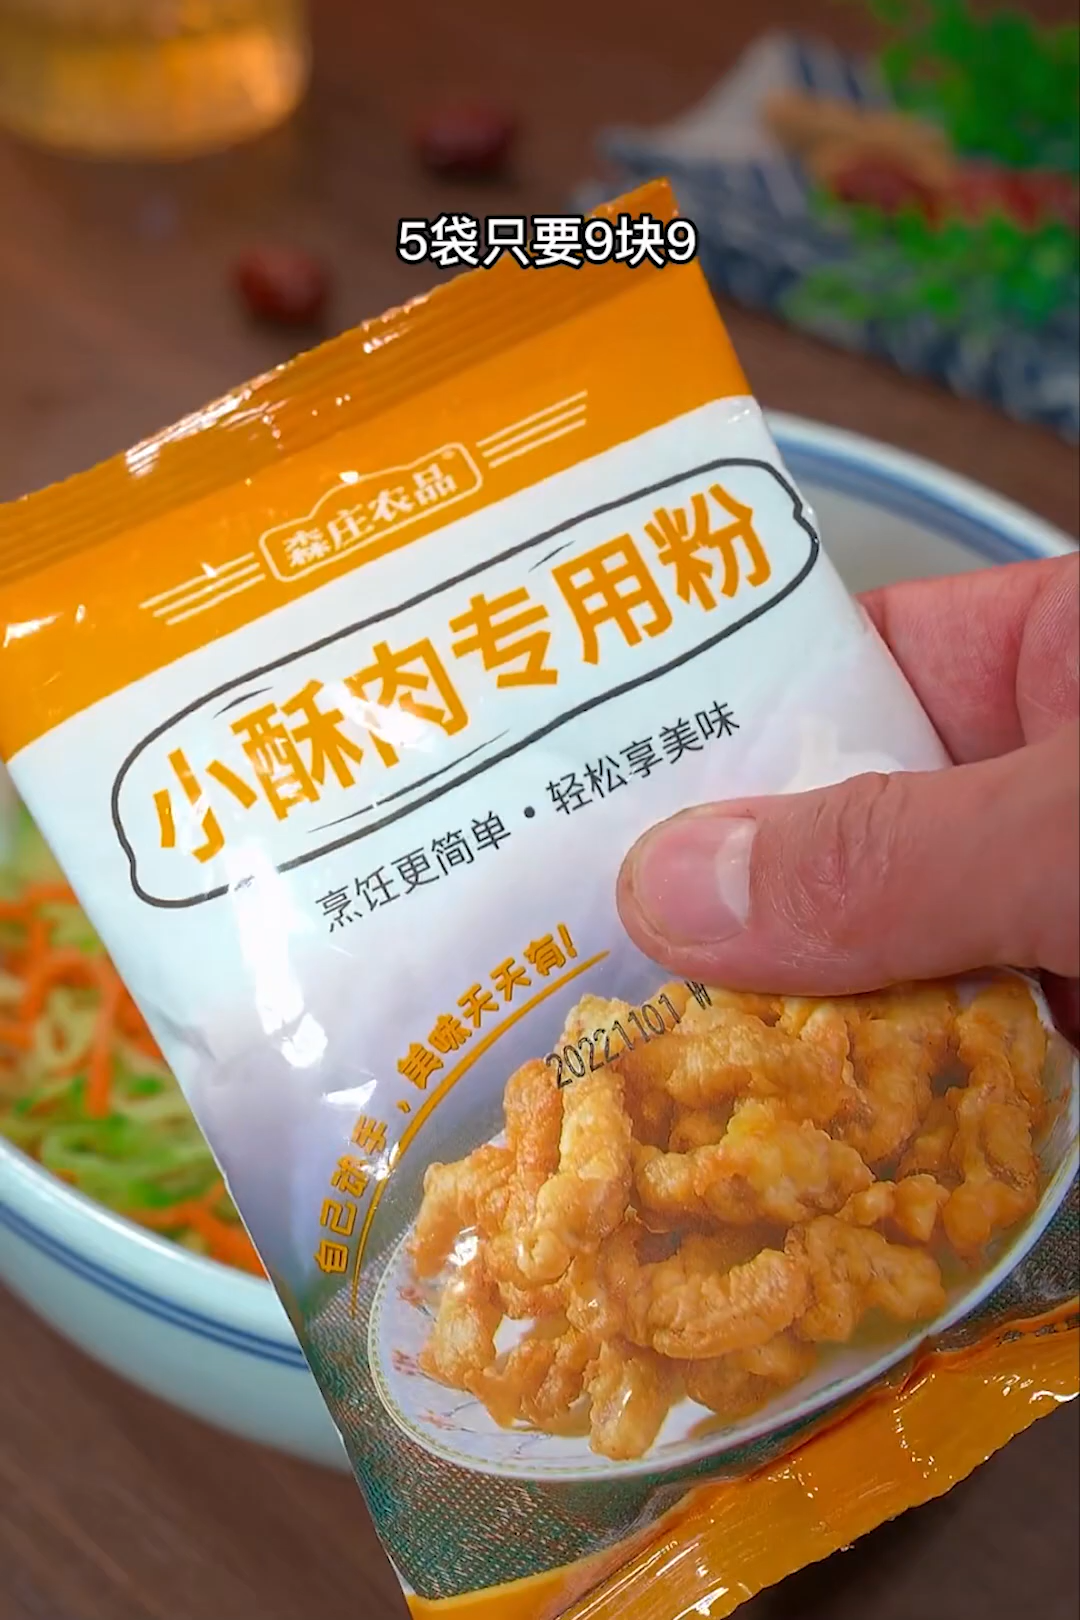 5袋只要9块9
森庄农品
小酥肉专用粉
烹饪更简单·轻松享美味
自己动手，美味天天有!
20221101 W